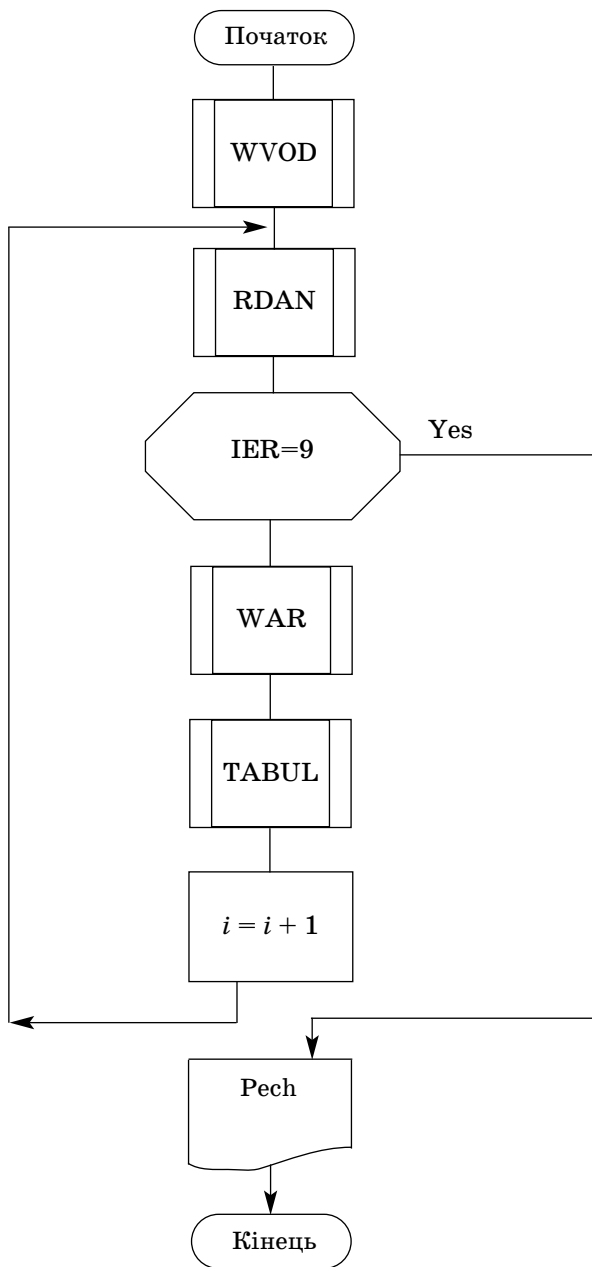 Початок
WVOD
RDAN
IER=9
Yes
WAR
TABUL
i = i + 1
Pech
Кінець